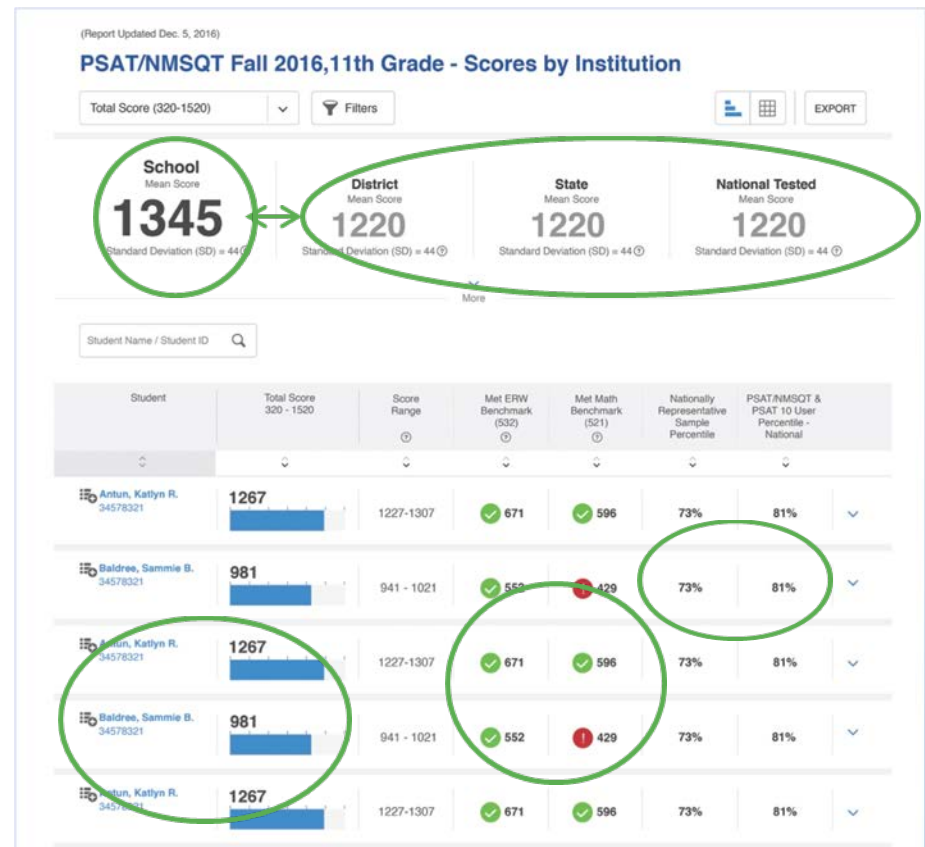 (Report Updated Dec. 5, 2016)
PSAT/NMSQT Fall 2016,11th Grade - Scores by Institution
Total Score (320-1520)
Filters
EXPORT
School
Mean Score
1345
Standard Deviation (SD) = 44
District
Mean Score
1220
Standard Deviation (SD) = 44
State
Mean Score
1220
Standard Deviation (SD) = 44
National Tested
Mean Score
1220
Standard Deviation (SD) = 44
More
Student Name / Student ID
Student
Total Score
320 - 1520
Score
Range
Met ERW
Benchmark
(532)
Met Math
Benchmark
(521)
Nationally
Representative
Sample
Percentile
PSAT/NMSQT &
PSAT 10 User
Percentile -
National
Antun, Katlyn R.
34578321
1267
1227-1307
671
596
73%
81%
Baldree, Sammie B.
34578321
981
941 - 1021
552
429
73%
81%
Antun, Katlyn R.
34578321
1267
1227-1307
671
596
73%
81%
Baldree, Sammie B.
34578321
981
941 - 1021
552
429
73%
81%
Antun, Katlyn R.
34578321
1267
1227-1307
671
596
73%
81%